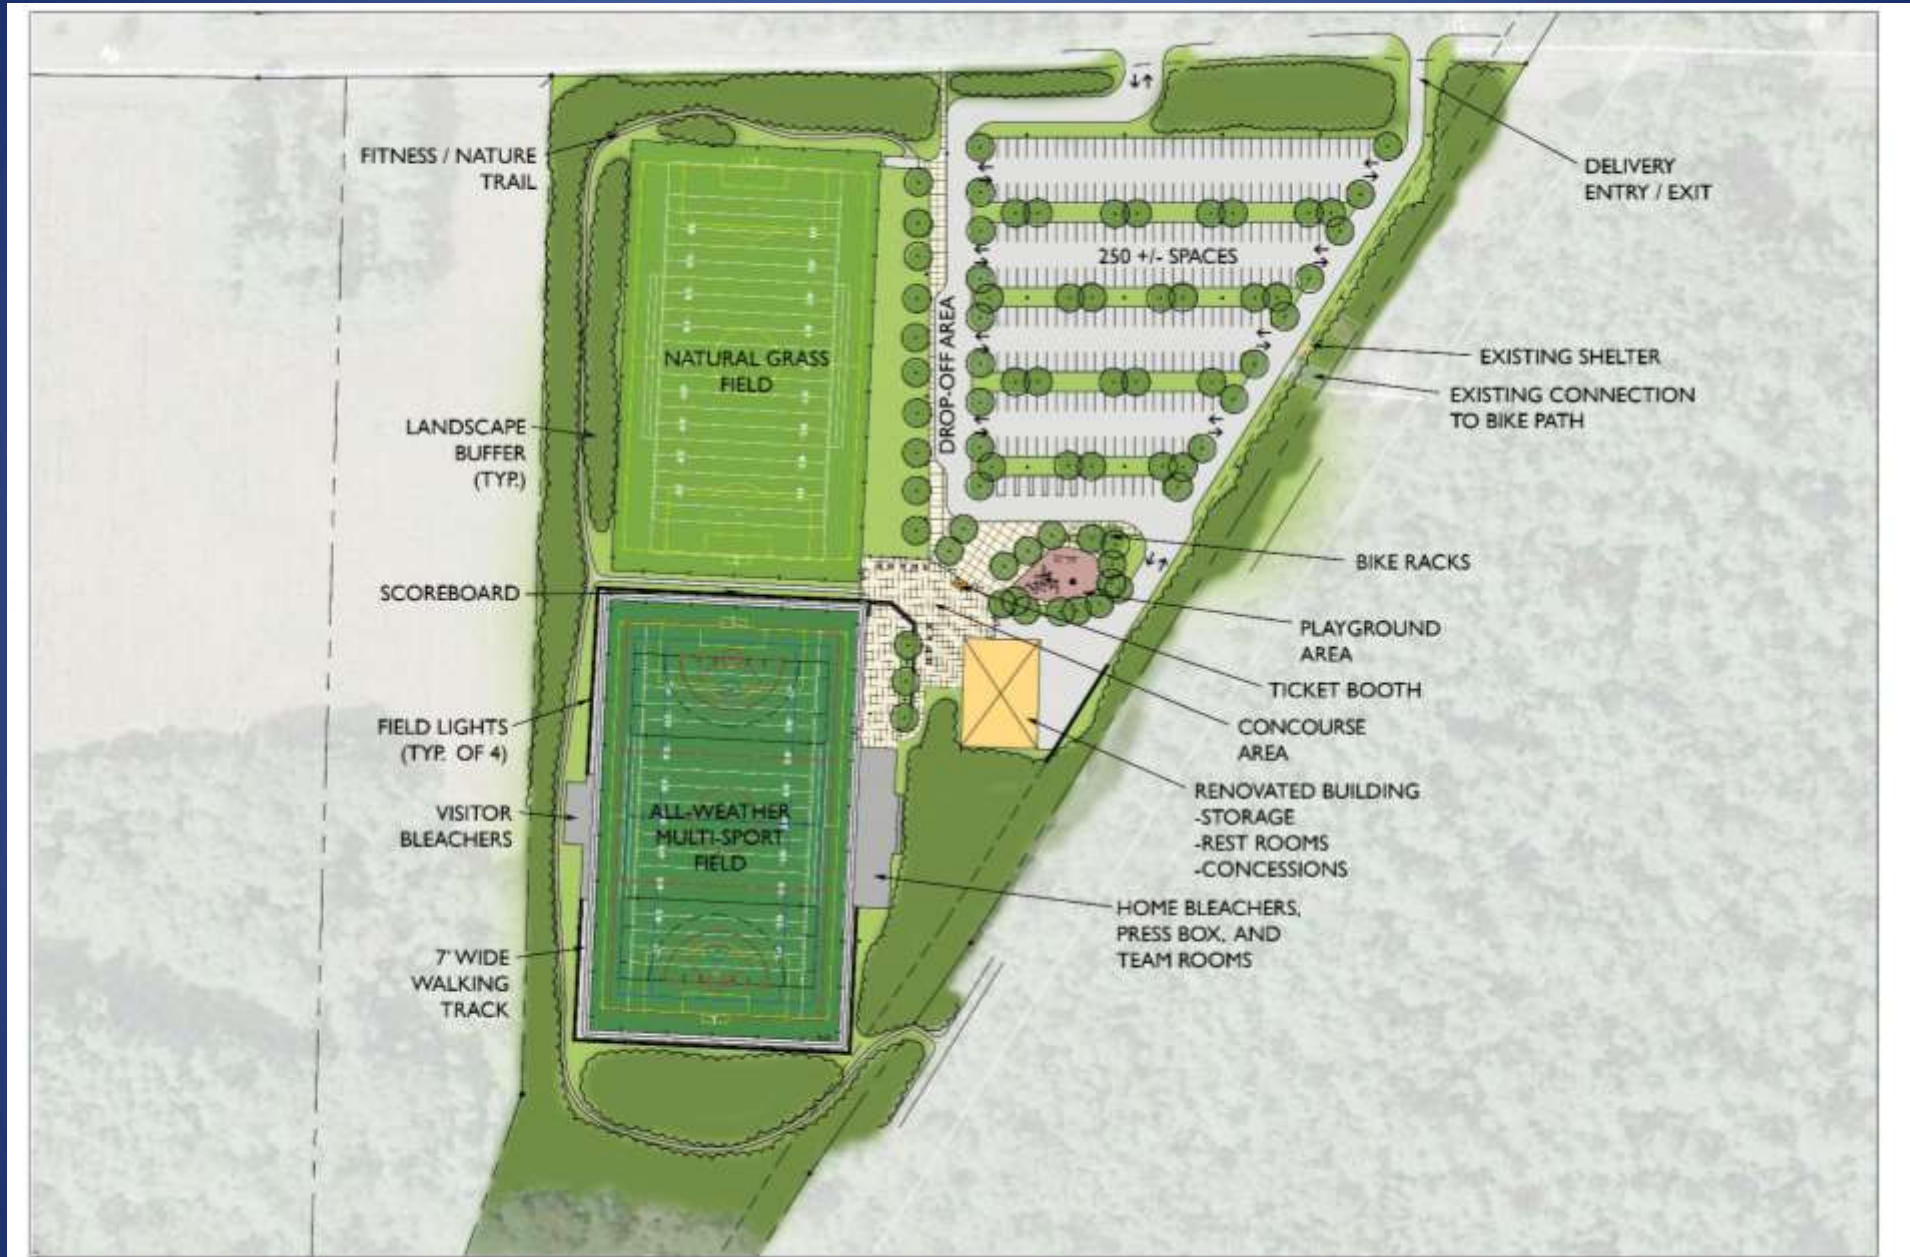 FITNESS / NATURE
TRAIL
DELIVERY
ENTRY / EXIT
250 +/- SPACES
DROP-OFF AREA
NATURAL GRASS
FIELD
EXISTING SHELTER
EXISTING CONNECTION
TO BIKE PATH
LANDSCAPE
BUFFER
(TYP.)
BIKE RACKS
SCOREBOARD
PLAYGROUND
AREA
TICKET BOOTH
FIELD LIGHTS
(TYP. OF 4)
CONCOURSE
AREA
VISITOR
BLEACHERS
ALL-WEATHER
MULTI-SPORT
FIELD
RENOVATED BUILDING
-STORAGE
-REST ROOMS
-CONCESSIONS
HOME BLEACHERS,
PRESS BOX, AND
TEAM ROOMS
7' WIDE
WALKING
TRACK